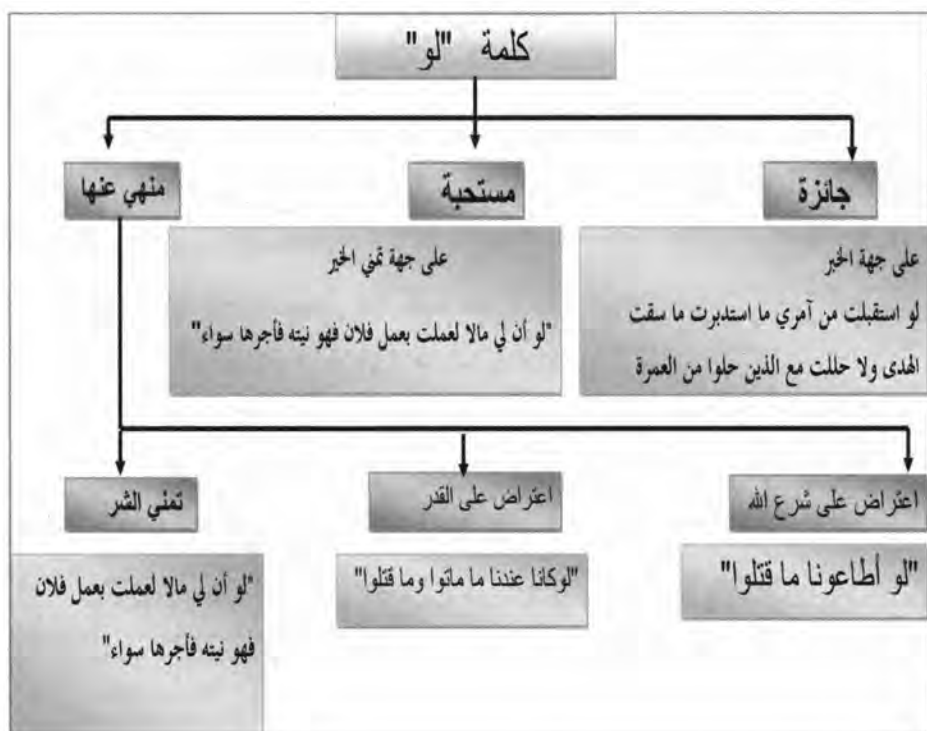 كلمة "لو"
جائزة
مستحبة
منهي عنها
على جهة الخبر
لو استقبلت من آمري ما استدبرت ما سقت
الهدى ولا حللت مع الذين حلوا من العمرة
على جهة تمني الخير
"لو أن لي مالا لعملت بعمل فلان فهو نيته فأجرها سواء"
اعتراض على شرع الله
اعتراض على القدر
تمني الشر
"لو أطاعونا ما قتلوا"
"لوكانا عندنا ما ماتوا وما قتلوا"
"لو أن لي مالا لعملت بعمل فلان
فهو نيته فأجرها سواء"